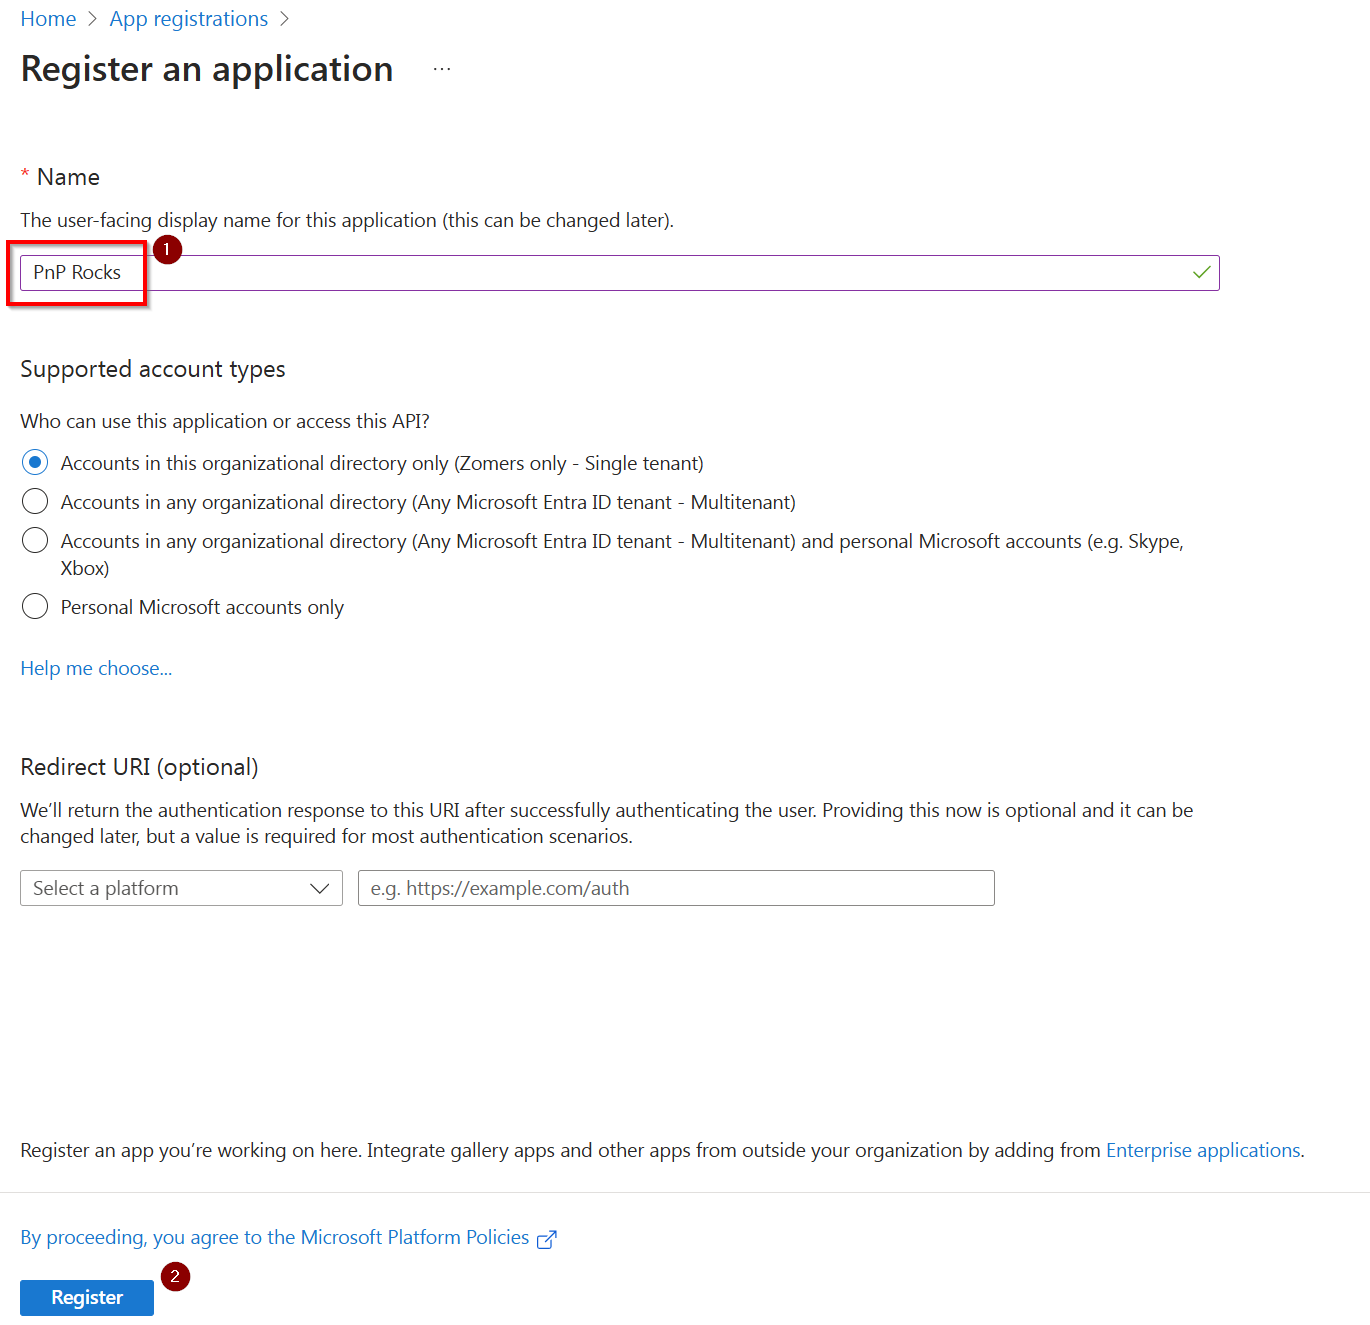 Home > App registrations >
Register an application ...
* Name
The user-facing display name for this application (this can be changed later).
1
PnP Rocks
Supported account types
Who can use this application or access this API?
Accounts in this organizational directory only (Zomers only - Single tenant)
Accounts in any organizational directory (Any Microsoft Entra ID tenant - Multitenant)
Accounts in any organizational directory (Any Microsoft Entra ID tenant - Multitenant) and personal Microsoft accounts (e.g. Skype,
Xbox)
Personal Microsoft accounts only
Help me choose...
Redirect URI (optional)
We’ll return the authentication response to this URI after successfully authenticating the user. Providing this now is optional and it can be
changed later, but a value is required for most authentication scenarios.
Select a platform
e.g. https://example.com/auth
Register an app you’re working on here. Integrate gallery apps and other apps from outside your organization by adding from Enterprise applications.
By proceeding, you agree to the Microsoft Platform Policies
2
Register